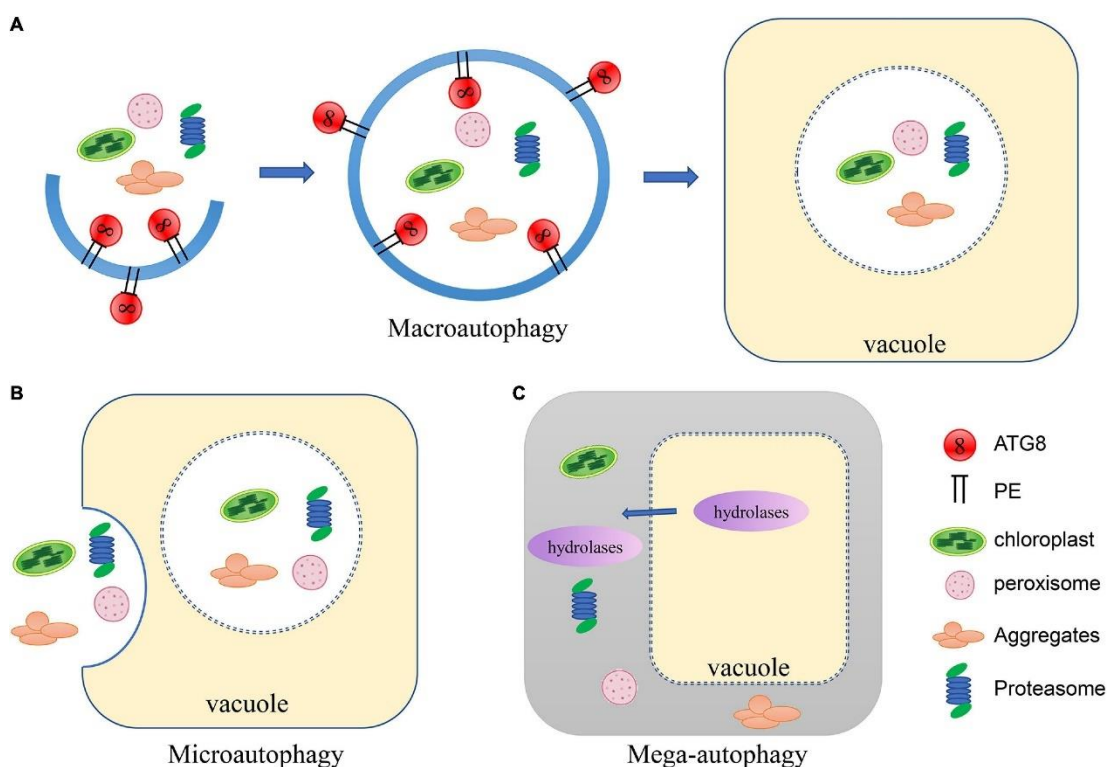 A
8
8
8
8
8
8
8
8
Macroautophagy
vacuole
B
vacuole
Microautophagy
C
hydrolases
hydrolases
vacuole
Mega-autophagy
8
ATG8
PE
chloroplast
peroxisome
Aggregates
Proteasome